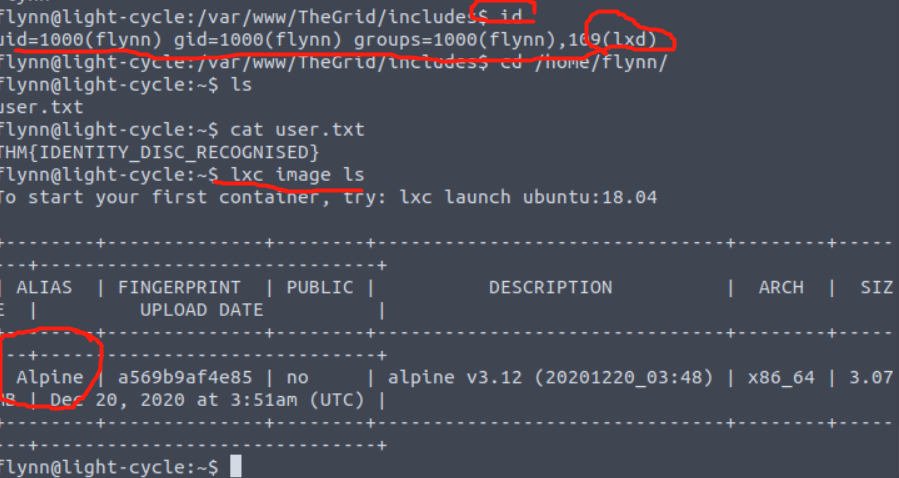 flynn@light-cycle:/var/www/TheGrid/includes$ id
uid=1000(flynn) gid=1000(flynn) groups=1000(flynn),109(lxd)
flynn@light-cycle:/var/www/TheGrid/includes$ cd /home/flynn/
flynn@light-cycle:~$ ls
user.txt
flynn@light-cycle:~$ cat user.txt
THM{IDENTITY_DISC_RECOGNISED}
flynn@light-cycle:~$ lxc image ls
To start your first container, try: lxc launch ubuntu:18.04
+--------+--------------+--------+-------------------------------+--------+-----
---+------------------------------+
| ALIAS | FINGERPRINT | PUBLIC | DESCRIPTION | ARCH | SIZ
E | UPLOAD DATE |
+--------+--------------+--------+-------------------------------+--------+-----
---+------------------------------+
| Alpine | a569b9af4e85 | no | alpine v3.12 (20201220_03:48) | x86_64 | 3.07
MB | Dec 20, 2020 at 3:51am (UTC) |
+--------+--------------+--------+-------------------------------+--------+-----
---+------------------------------+
flynn@light-cycle:~$